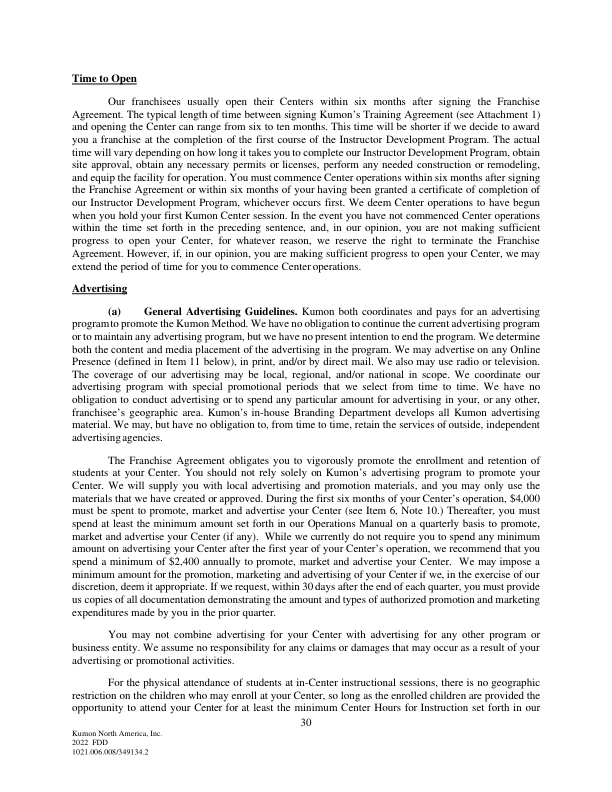 Time to Open
Our franchisees usually open their Centers within six months after signing the Franchise
Agreement. The typical length of time between signing Kumon's Training Agreement (see Attachment 1)
and opening the Center can range from six to ten months. This time will be shorter if we decide to award
you a franchise at the completion of the first course of the Instructor Development Program. The actual
time will vary depending on how long it takes you to complete our Instructor Development Program, obtain
site approval, obtain any necessary permits or licenses, perform any needed construction or remodeling,
and equip the facility for operation. You must commence Center operations within six months after signing
the Franchise Agreement or within six months of your having been granted a certificate of completion of
our Instructor Development Program, whichever occurs first. We deem Center operations to have begun
when you hold your first Kumon Center session. In the event you have not commenced Center operations
within the time set forth in the preceding sentence, and, in our opinion, you are not making sufficient
progress to open your Center, for whatever reason, we reserve the right to terminate the Franchise
Agreement. However, if, in our opinion, you are making sufficient progress to open your Center, we may
extend the period of time for you to commence Center operations.
Advertising
(a) General Advertising Guidelines. Kumon both coordinates and pays for an advertising
program to promote the Kumon Method. We have no obligation to continue the current advertising program
or to maintain any advertising program, but we have no present intention to end the program. We determine
both the content and media placement of the advertising in the program. We may advertise on any Online
Presence (defined in Item 11 below), in print, and/or by direct mail. We also may use radio or television.
The coverage of our advertising may be local, regional, and/or national in scope. We coordinate our
advertising program with special promotional periods that we select from time to time. We have no
obligation to conduct advertising or to spend any particular amount for advertising in your, or any other,
franchisee's geographic area. Kumon's in-house Branding Department develops all Kumon advertising
material. We may, but have no obligation to, from time to time, retain the services of outside, independent
advertising agencies.
The Franchise Agreement obligates you to vigorously promote the enrollment and retention of
students at your Center. You should not rely solely on Kumon's advertising program to promote your
Center. We will supply you with local advertising and promotion materials, and you may only use the
materials that we have created or approved. During the first six months of your Center's operation, $4,000
must be spent to promote, market and advertise your Center (see Item 6, Note 10.) Thereafter, you must
spend at least the minimum amount set forth in our Operations Manual on a quarterly basis to promote,
market and advertise your Center (if any). While we currently do not require you to spend any minimum
amount on advertising your Center after the first year of your Center's operation, we recommend that you
spend a minimum of $2,400 annually to promote, market and advertise your Center. We may impose a
minimum amount for the promotion, marketing and advertising of your Center if we, in the exercise of our
discretion, deem it appropriate. If we request, within 30 days after the end of each quarter, you must provide
us copies of all documentation demonstrating the amount and types of authorized promotion and marketing
expenditures made by you in the prior quarter.
You may not combine advertising for your Center with advertising for any other program or
business entity. We assume no responsibility for any claims or damages that may occur as a result of your
advertising or promotional activities.
For the physical attendance of students at in-Center instructional sessions, there is no geographic
restriction on the children who may enroll at your Center, so long as the enrolled children are provided the
opportunity to attend your Center for at least the minimum Center Hours for Instruction set forth in our
30
Kumon North America, Inc.
2022 FDD
1021.006.008/349134.2